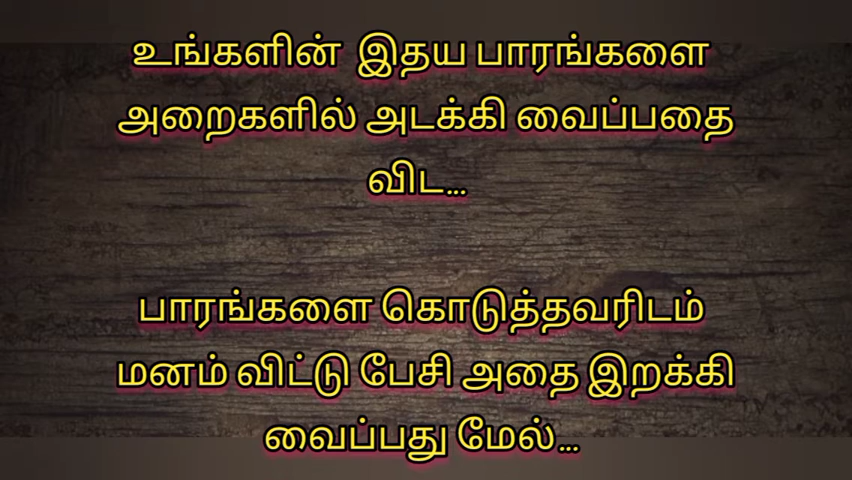 உங்களின் இதய பாரங்களை
அறைகளில் அடக்கி வைப்பதை
விட...
பாரங்களை கொடுத்தவரிடம்
மனம் விட்டு பேசி அதை இறக்கி
வைப்பது மேல்...